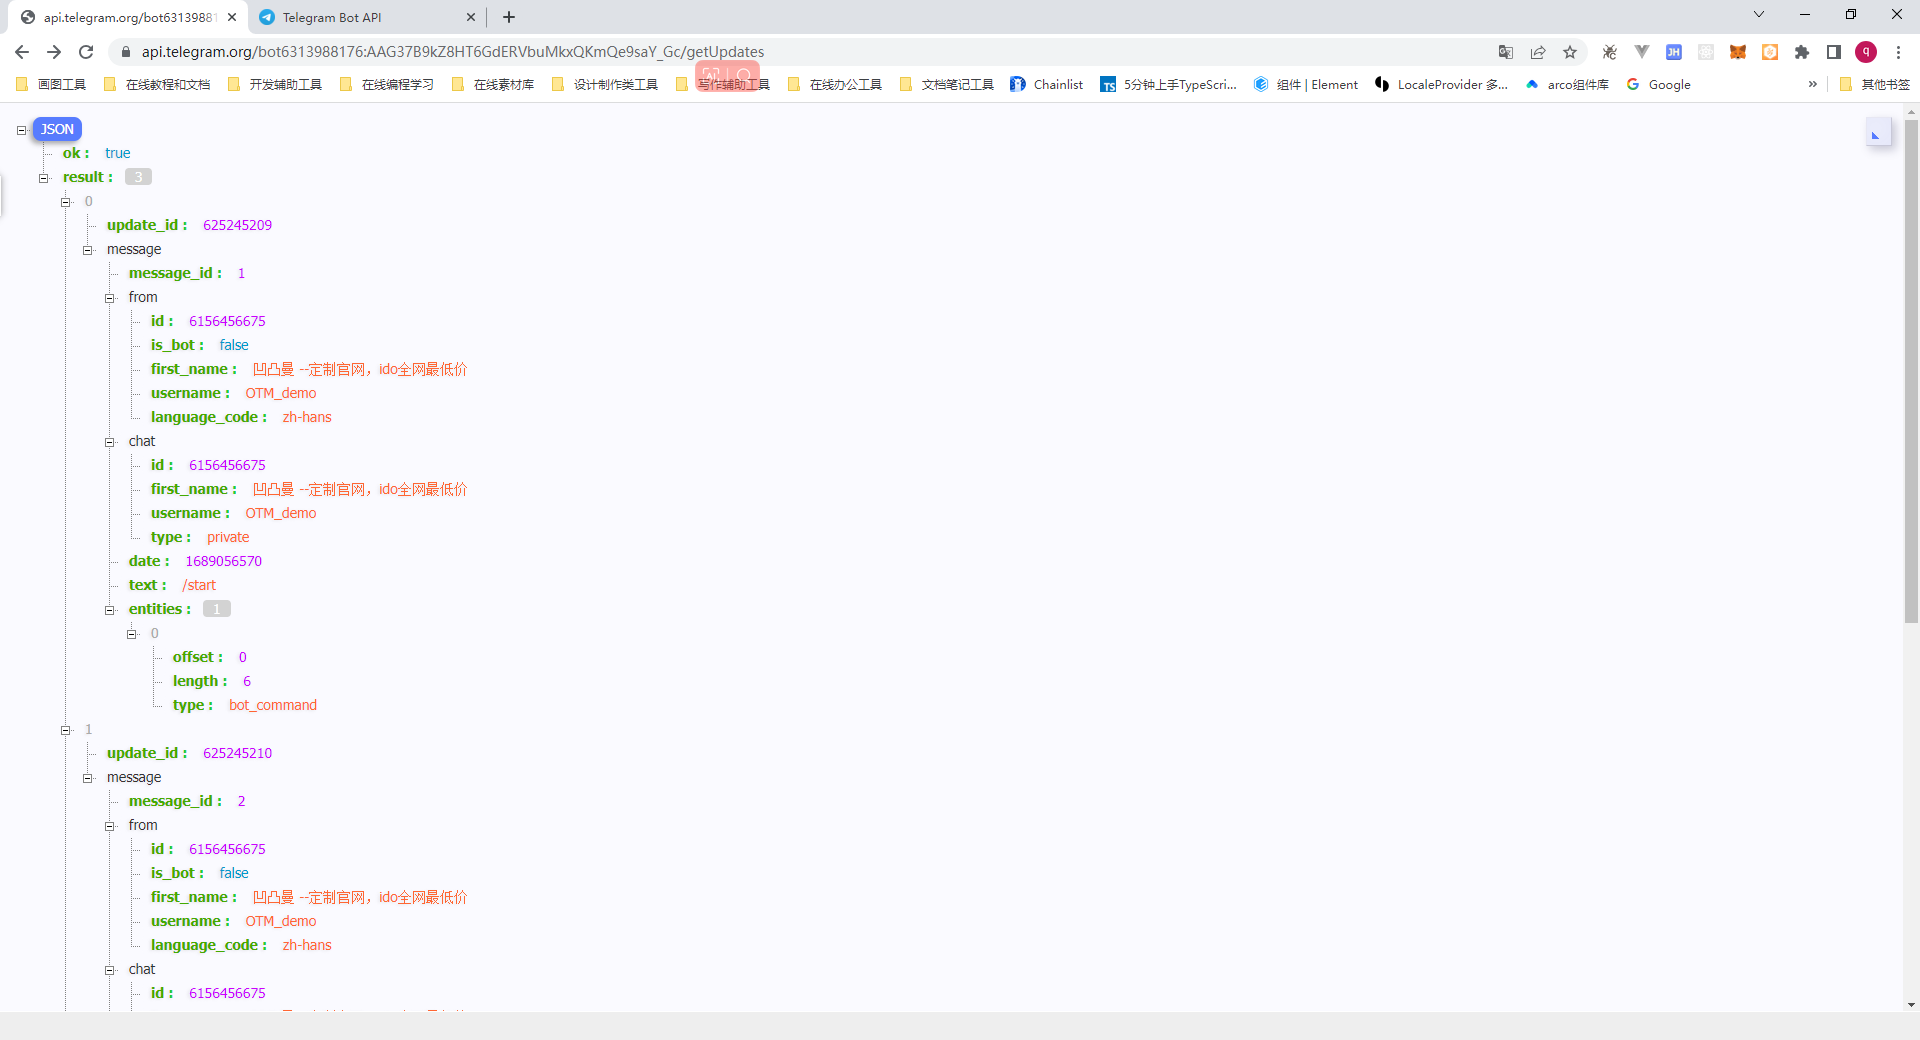 api.telegram.org/bot63139881
Telegram Bot API
api.telegram.org/bot6313988176:AAG37B9kZ8HT6GdERVbuMkxQKmQe9saY_Gc/getUpdates
画图工具 在线教程和文档 开发辅助工具 在线编程学习 在线素材库 设计制作类工具 写作辅助工具 在线办公工具 文档笔记工具 Chainlist 5分钟上手TypeScri... 组件 | Element LocaleProvider 多... arco组件库 Google » 其他书签
JSON
ok : true
result : 3
0
update_id : 625245209
message
message_id : 1
from
id : 6156456675
is_bot : false
first_name : 凹凸曼 --定制官网，ido全网最低价
username : OTM_demo
language_code : zh-hans
chat
id : 6156456675
first_name : 凹凸曼 --定制官网，ido全网最低价
username : OTM_demo
type : private
date : 1689056570
text : /start
entities : 1
0
offset : 0
length : 6
type : bot_command
1
update_id : 625245210
message
message_id : 2
from
id : 6156456675
is_bot : false
first_name : 凹凸曼 --定制官网，ido全网最低价
username : OTM_demo
language_code : zh-hans
chat
id : 6156456675